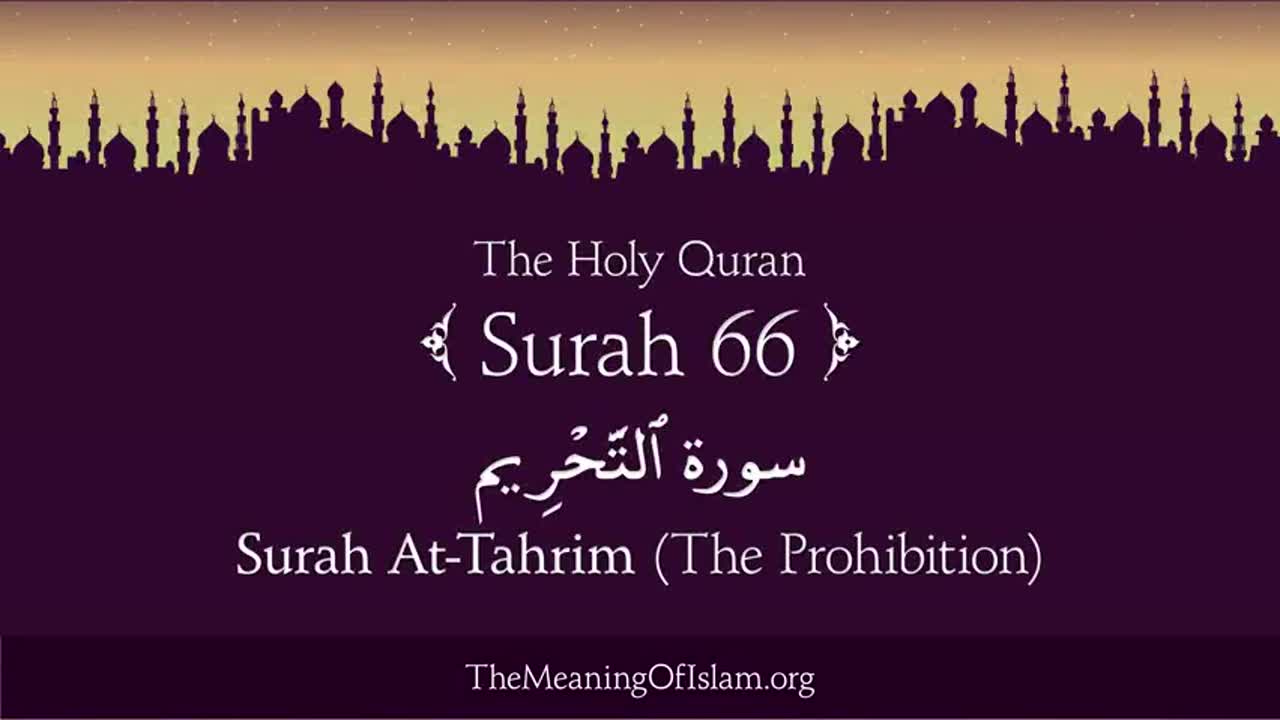 The Holy Quran
Surah 66
سورة ٱلتَّحْرِيم
Surah At-Tahrim (The Prohibition)
TheMeaningOfIslam.org